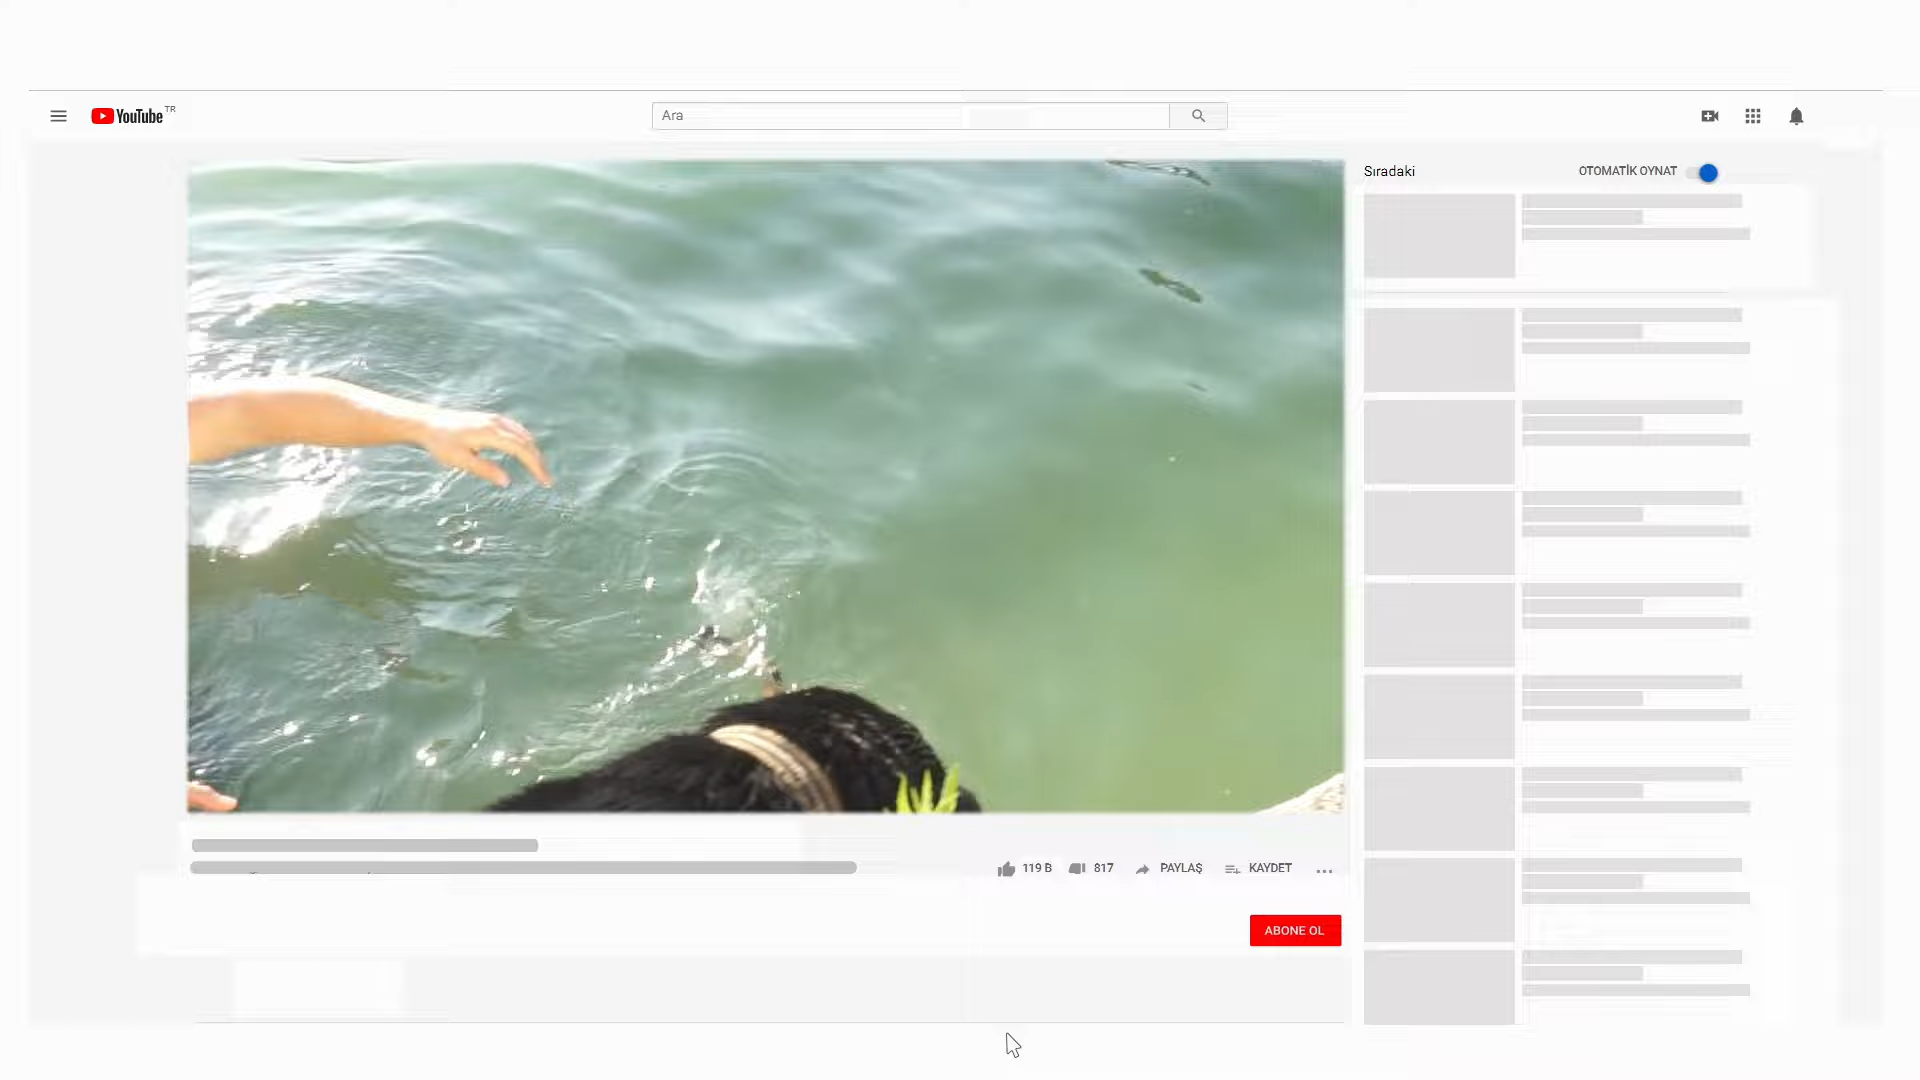 YouTube TR
Ara
Sıradaki
OTOMATİK OYNAT
119 B
817
PAYLAŞ
KAYDET
ABONE OL